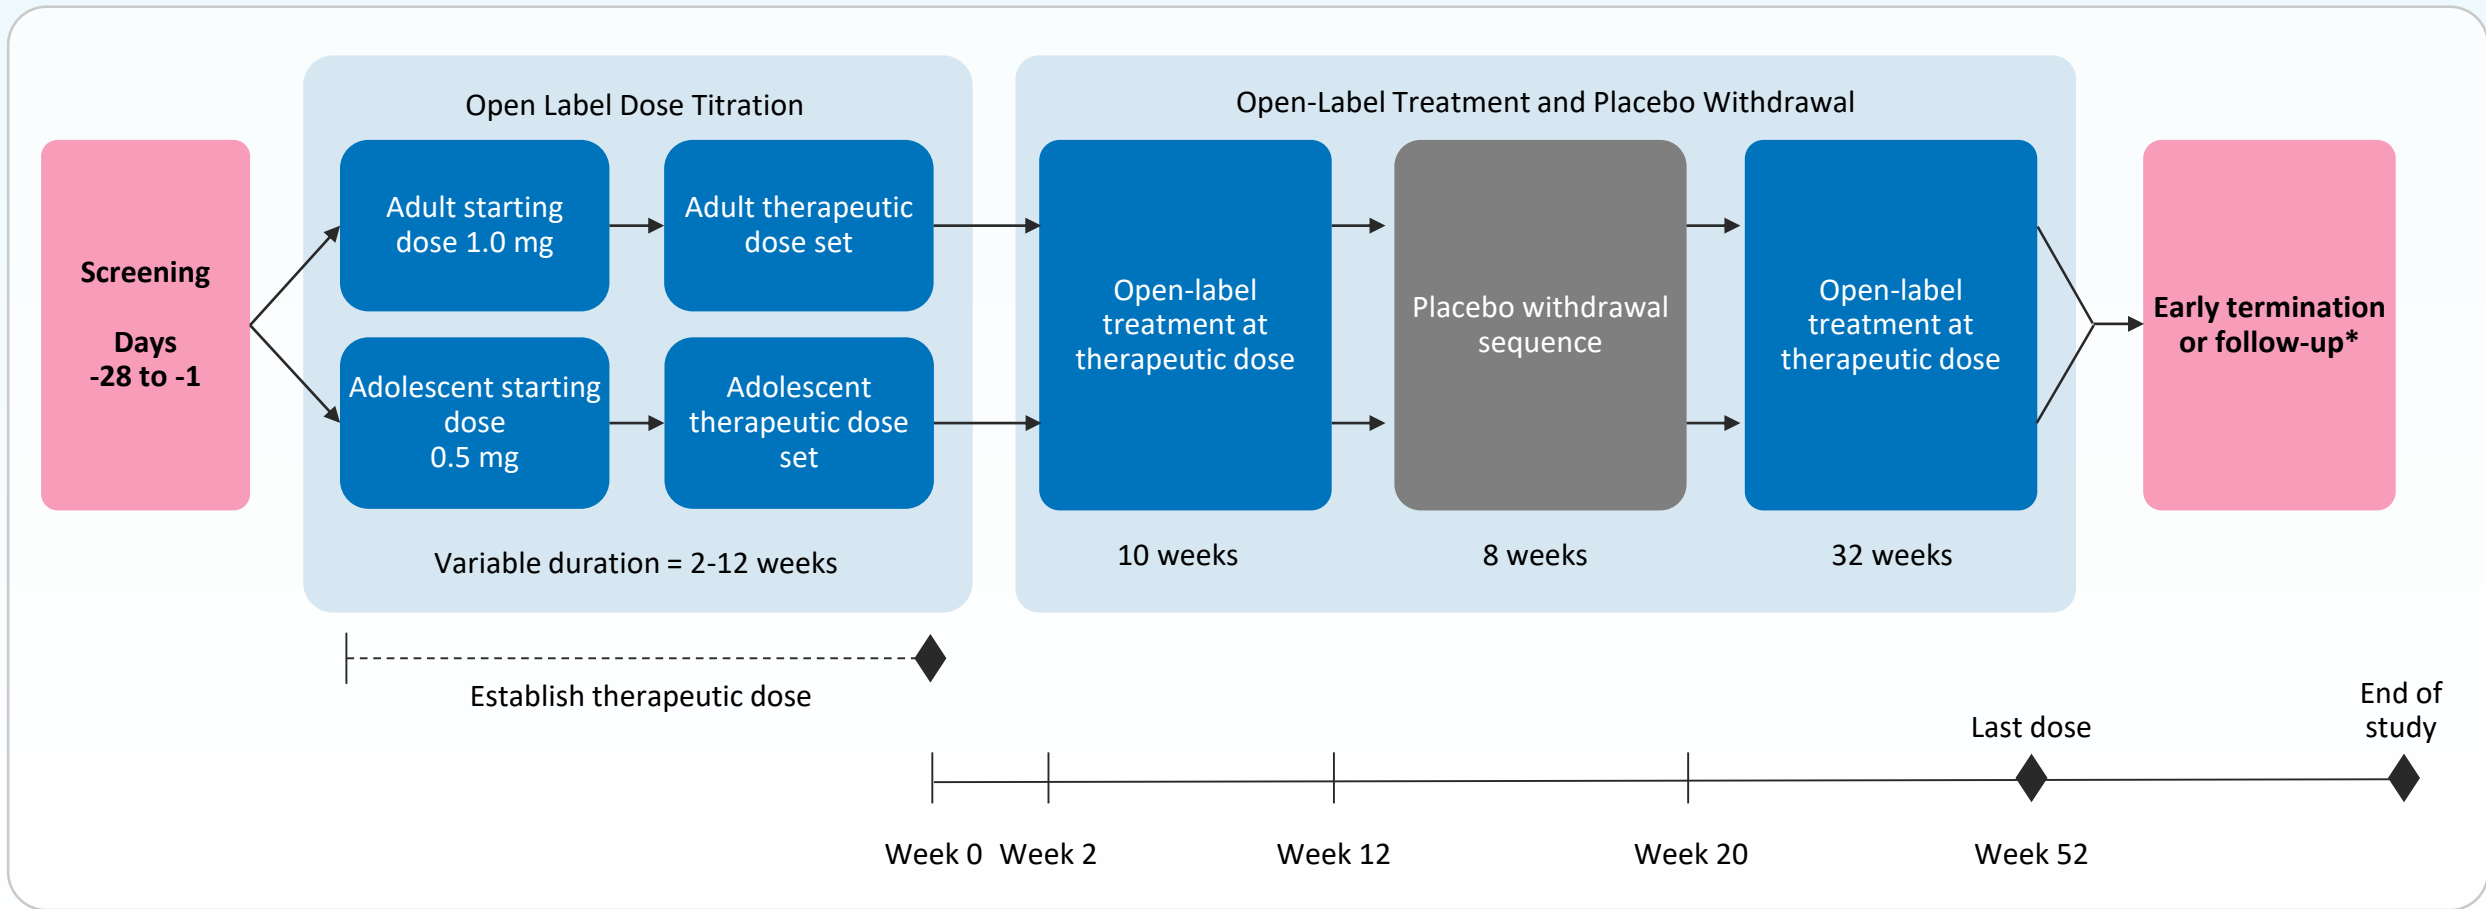 Open Label Dose Titration
Open-Label Treatment and Placebo Withdrawal
Screening
Days
-28 to -1
Adult starting
dose 1.0 mg
Adult therapeutic
dose set
Adolescent starting
dose
0.5 mg
Adolescent
therapeutic dose
set
Variable duration = 2-12 weeks
Open-label
treatment at
therapeutic dose
10 weeks
Placebo withdrawal
sequence
8 weeks
Open-label
treatment at
therapeutic dose
32 weeks
Early termination
or follow-up*
Establish therapeutic dose
Last dose
End of
study
Week 0
Week 2
Week 12
Week 20
Week 52